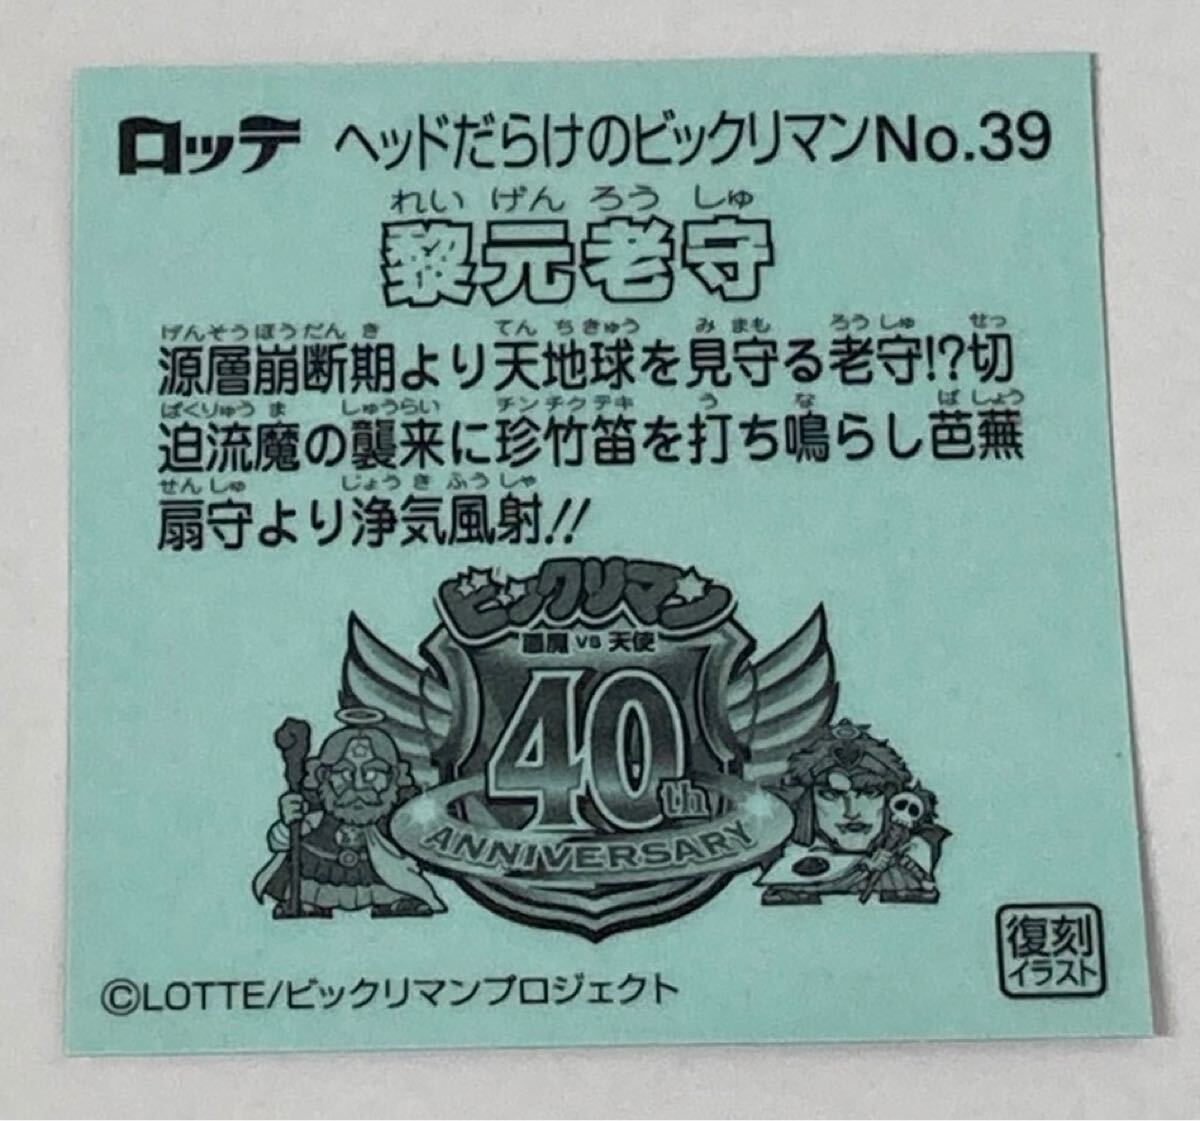 ロッテ ヘッドだらけのビックリマンNo.39
れいげんろうしゅ
黎元老守
げんそうほうだんき てんちきゅう みまも ろうしゅ せっ
源層崩断期より天地球を見守る老守!?切
ぱくりゅうま しゅうらい チンチクテキ う な ばしょう
迫流魔の襲来に珍竹笛を打ち鳴らし芭蕪
せんしゅ じょうきふうしゃ
扇守より浄気風射!!
ビックリマン
悪魔 VS 天使
40th
ANNIVERSARY
復刻
イラスト
©LOTTE/ビックリマンプロジェクト